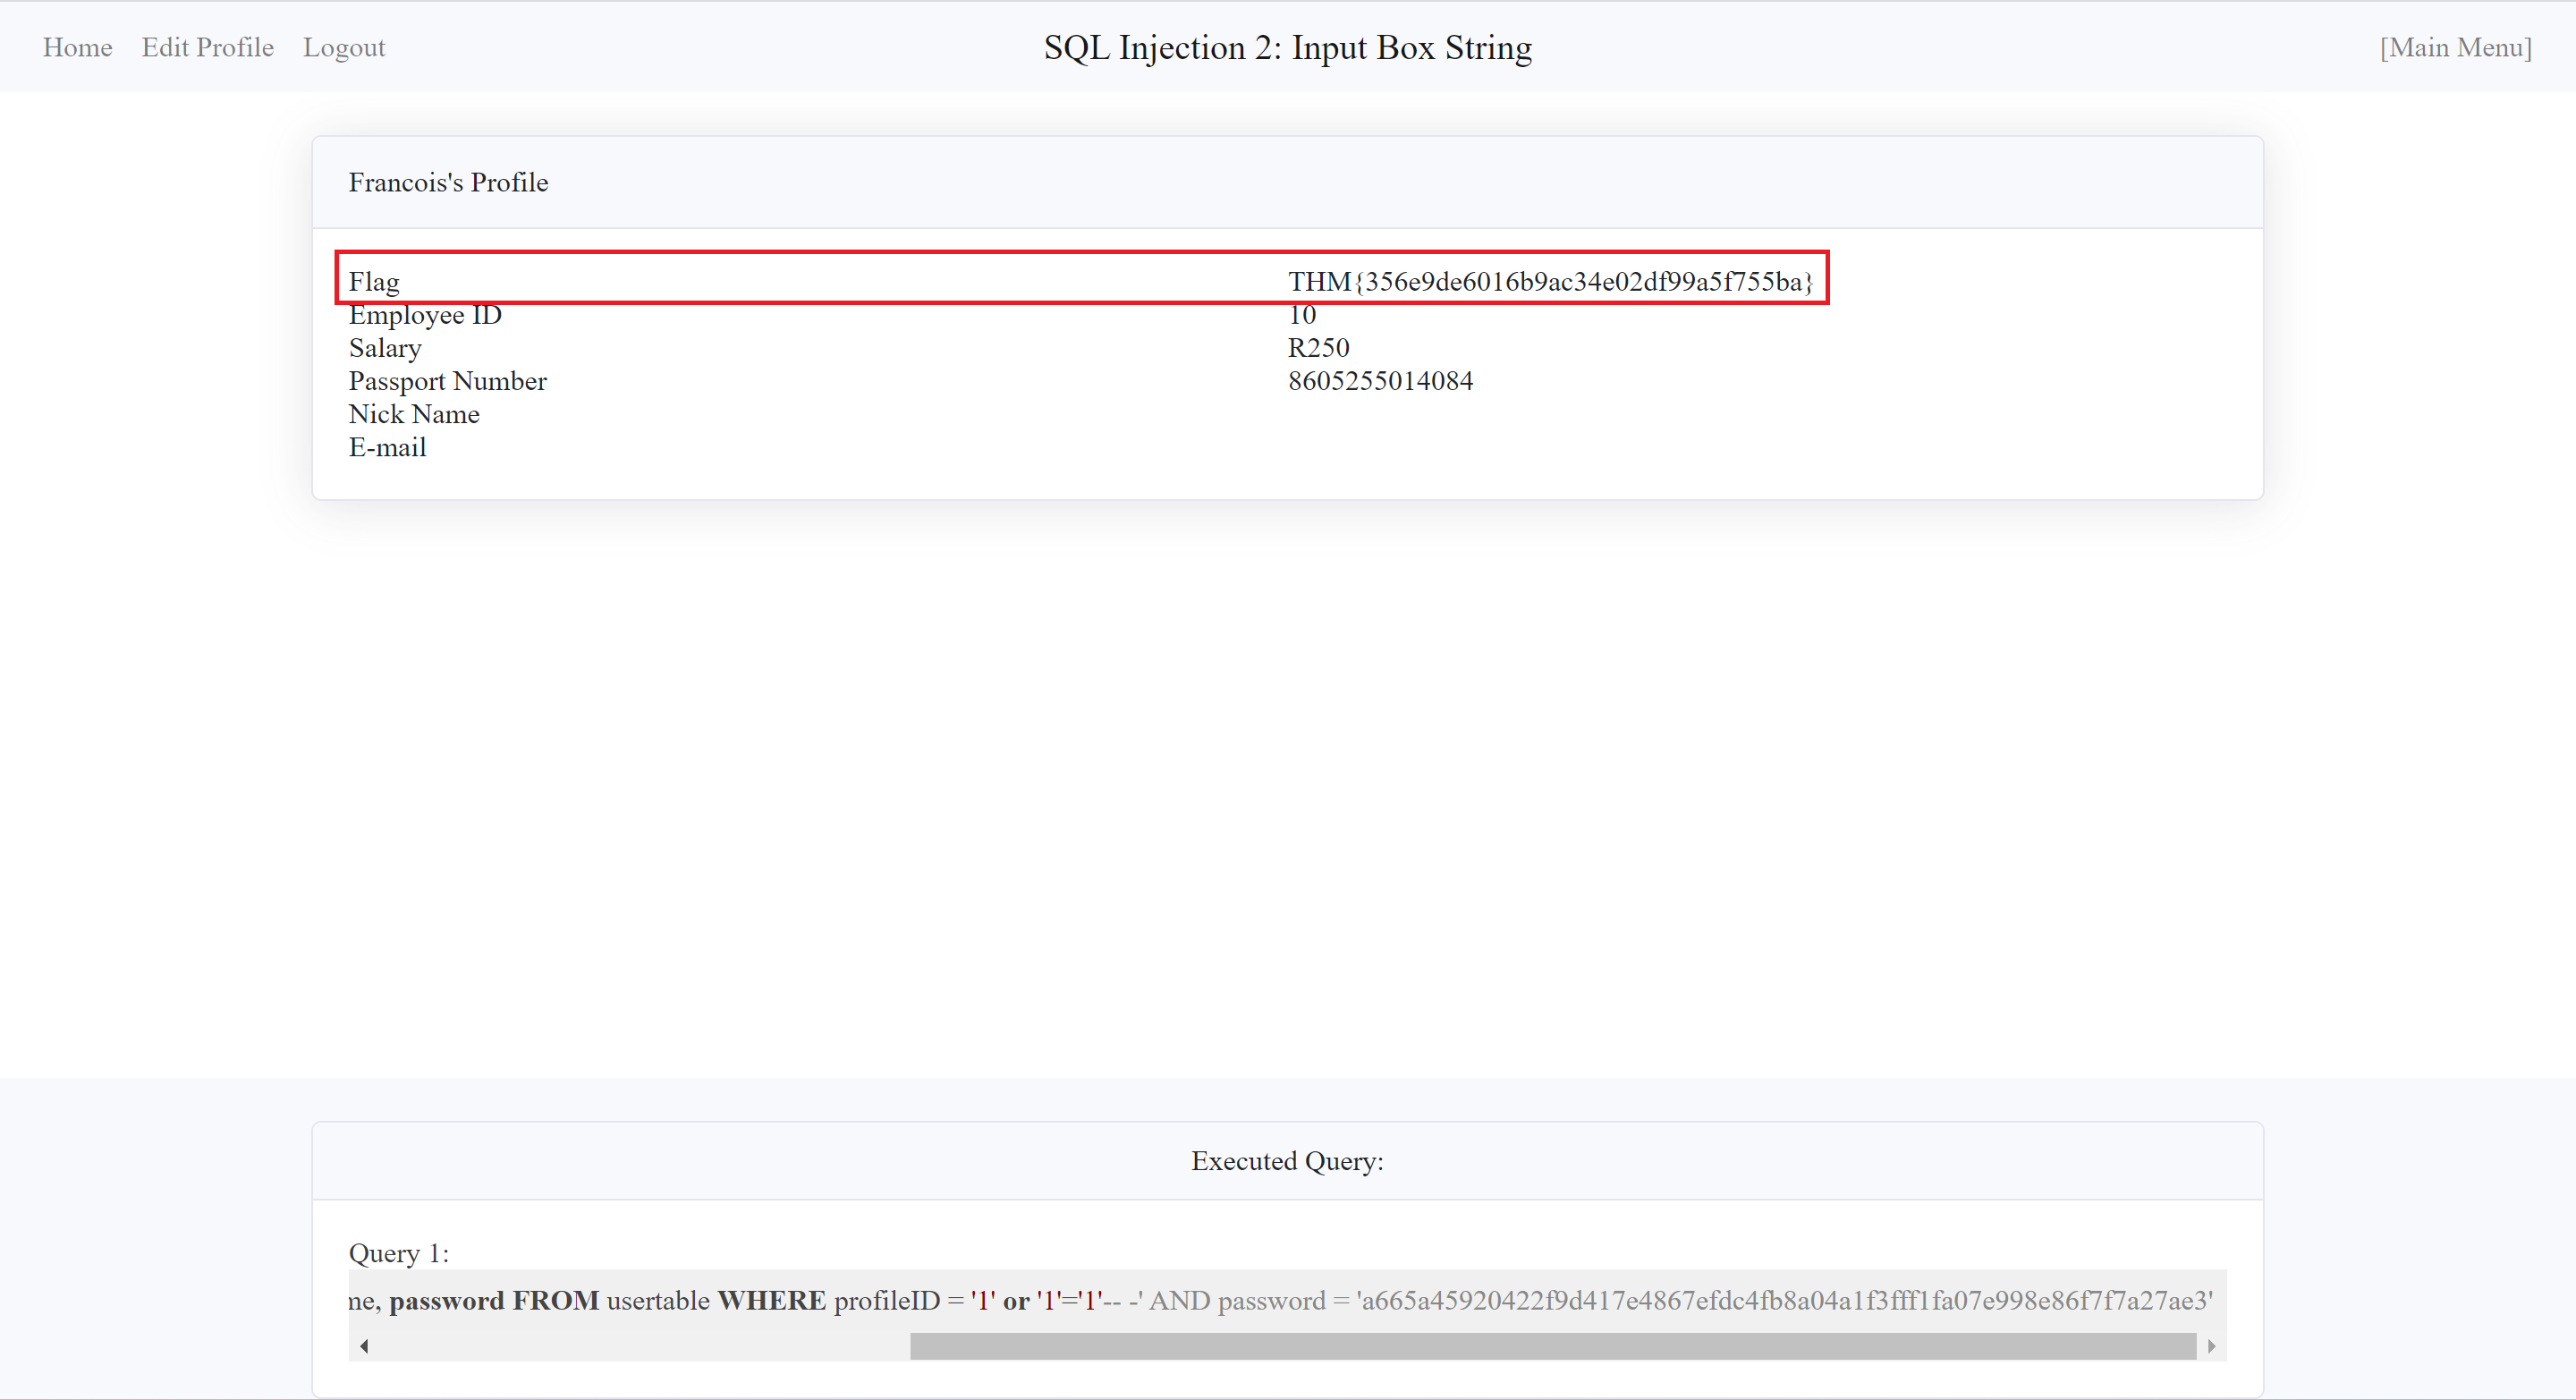 Home Edit Profile Logout SQL Injection 2: Input Box String [Main Menu]
Francois's Profile
Flag THM{356e9de6016b9ac34e02df99a5f755ba}
Employee ID 10
Salary R250
Passport Number 8605255014084
Nick Name
E-mail
Executed Query:
Query 1:
me, password FROM usertable WHERE profileID = '1' or '1'='1'-- -' AND password = 'a665a45920422f9d417e4867efdc4fb8a04a1f3fff1fa07e998e86f7f7a27ae3'